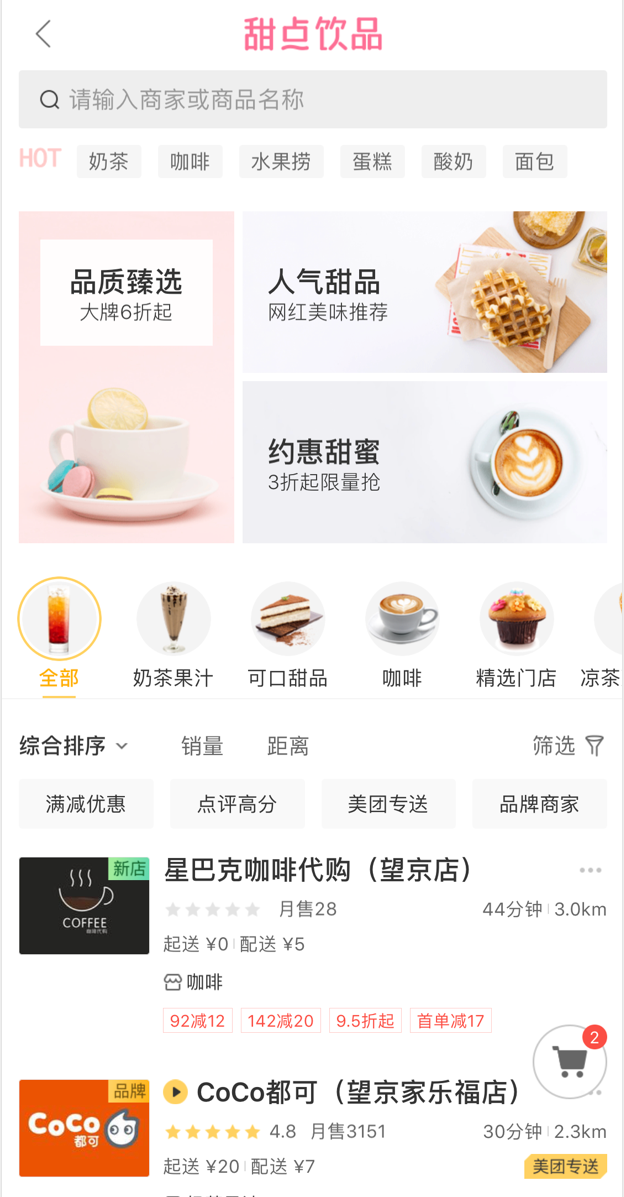 甜点饮品
请输入商家或商品名称
HOT 奶茶 咖啡 水果捞 蛋糕 酸奶 面包
品质臻选
大牌6折起
人气甜品
网红美味推荐
约惠甜蜜
3折起限量抢
全部 奶茶果汁 可口甜品 咖啡 精选门店 凉茶
综合排序 销量 距离 筛选
满减优惠 点评高分 美团专送 品牌商家
新店
COFFEE
咖啡代购
星巴克咖啡代购（望京店）
月售28 44分钟 3.0km
起送 ¥0 配送 ¥5
咖啡
92减12 142减20 9.5折起 首单减17
2
品牌
CoCo
都可
CoCo都可（望京家乐福店）
4.8 月售3151 30分钟 2.3km
起送 ¥20 配送 ¥7 美团专送